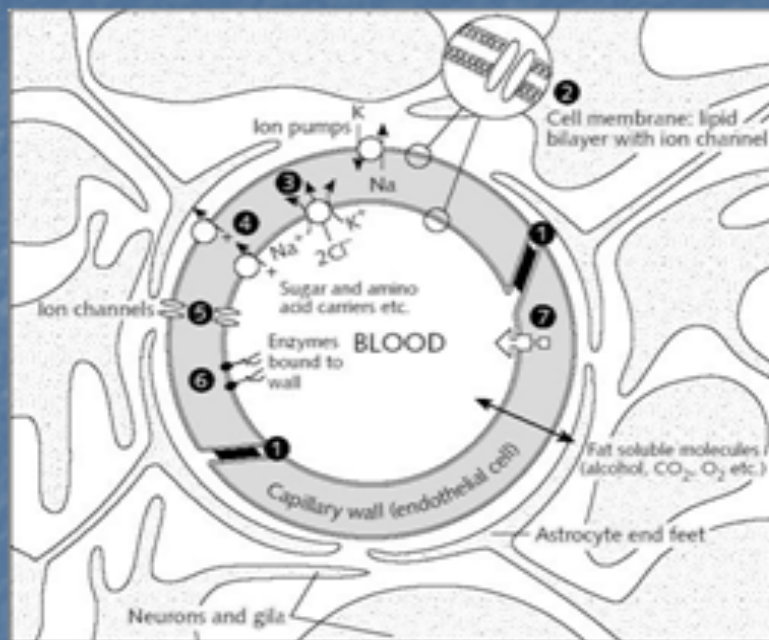 2
Cell membrane: lipid
bilayer with ion channel
K
Ion pumps
3
Na
1
4
K⁺
Na⁺
2Cl⁻
Sugar and amino
acid carriers etc.
Ion channels
5
7
Enzymes
bound to
wall
BLOOD
6
1
Fat soluble molecules
(alcohol, CO₂, O₂ etc.)
Capillary wall (endothekal cell)
Astrocyte end feet
Neurons and gila